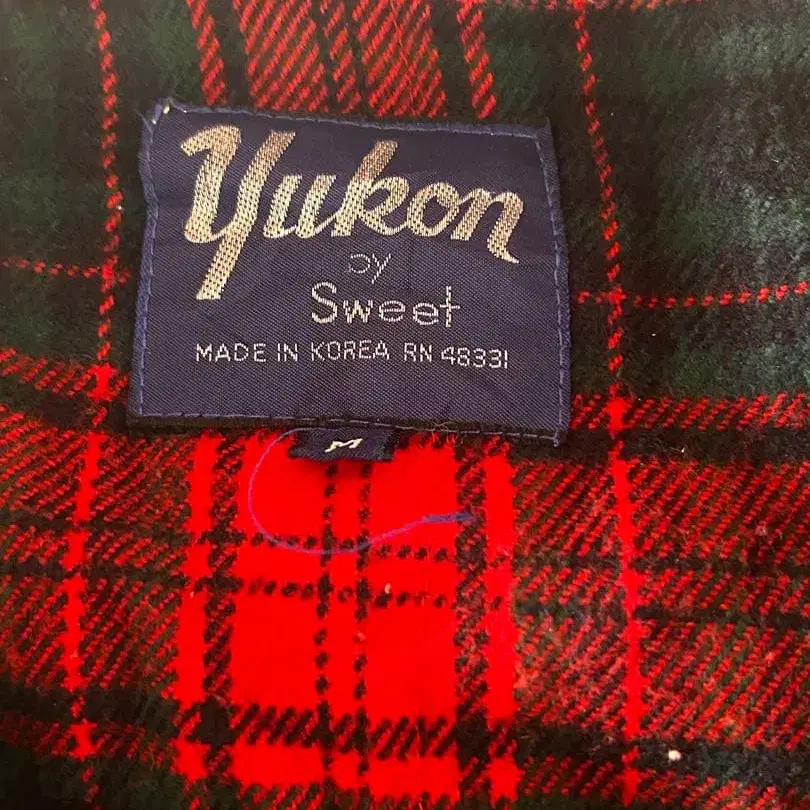 Yukon
by
Sweet
MADE IN KOREA RN 48331
M